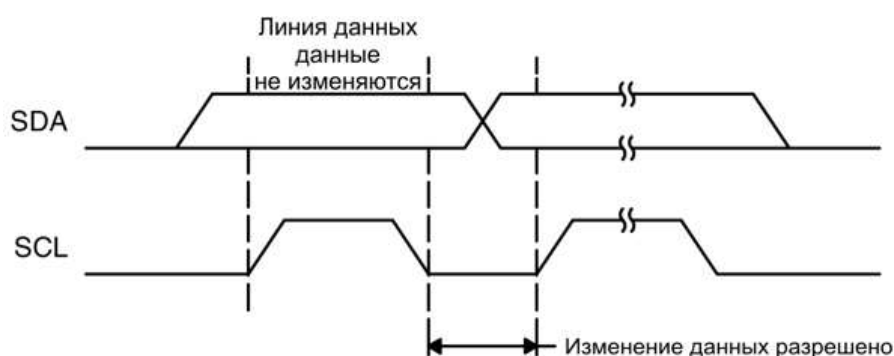 Линия данных
данные
не изменяются
SDA
SCL
Изменение данных разрешено